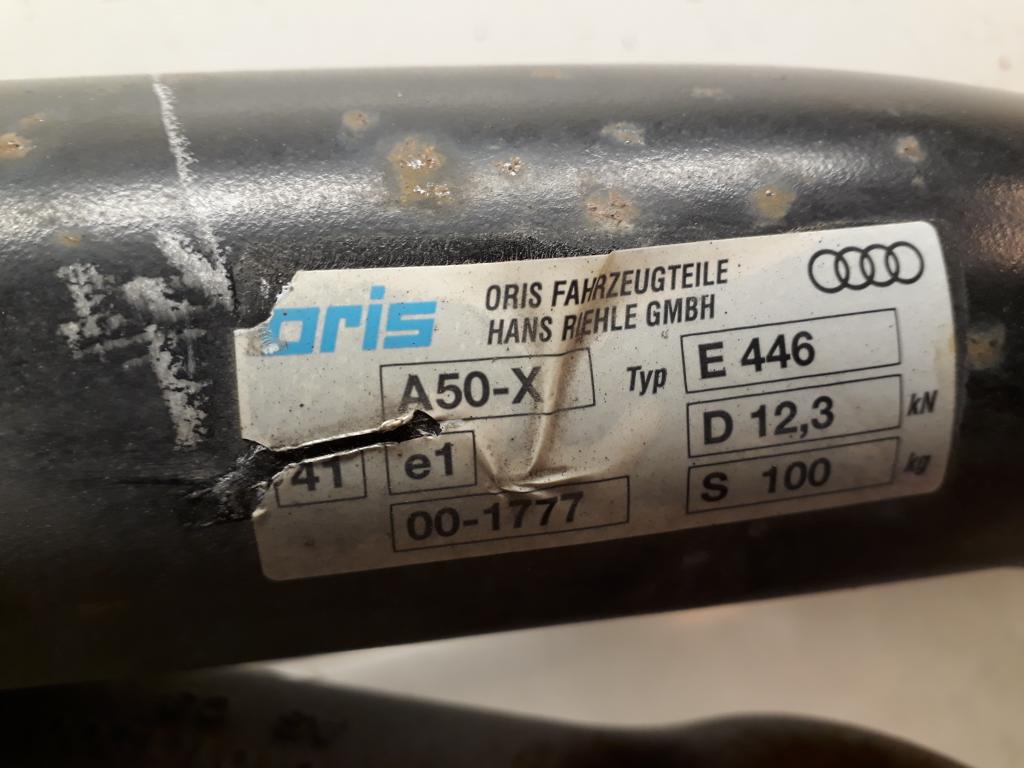 oris
ORIS FAHRZEUGTEILE
HANS RIEHLE GMBH
A50-X
Typ E 446
D 12,3 kN
41 e1
S 100 kg
00-1777